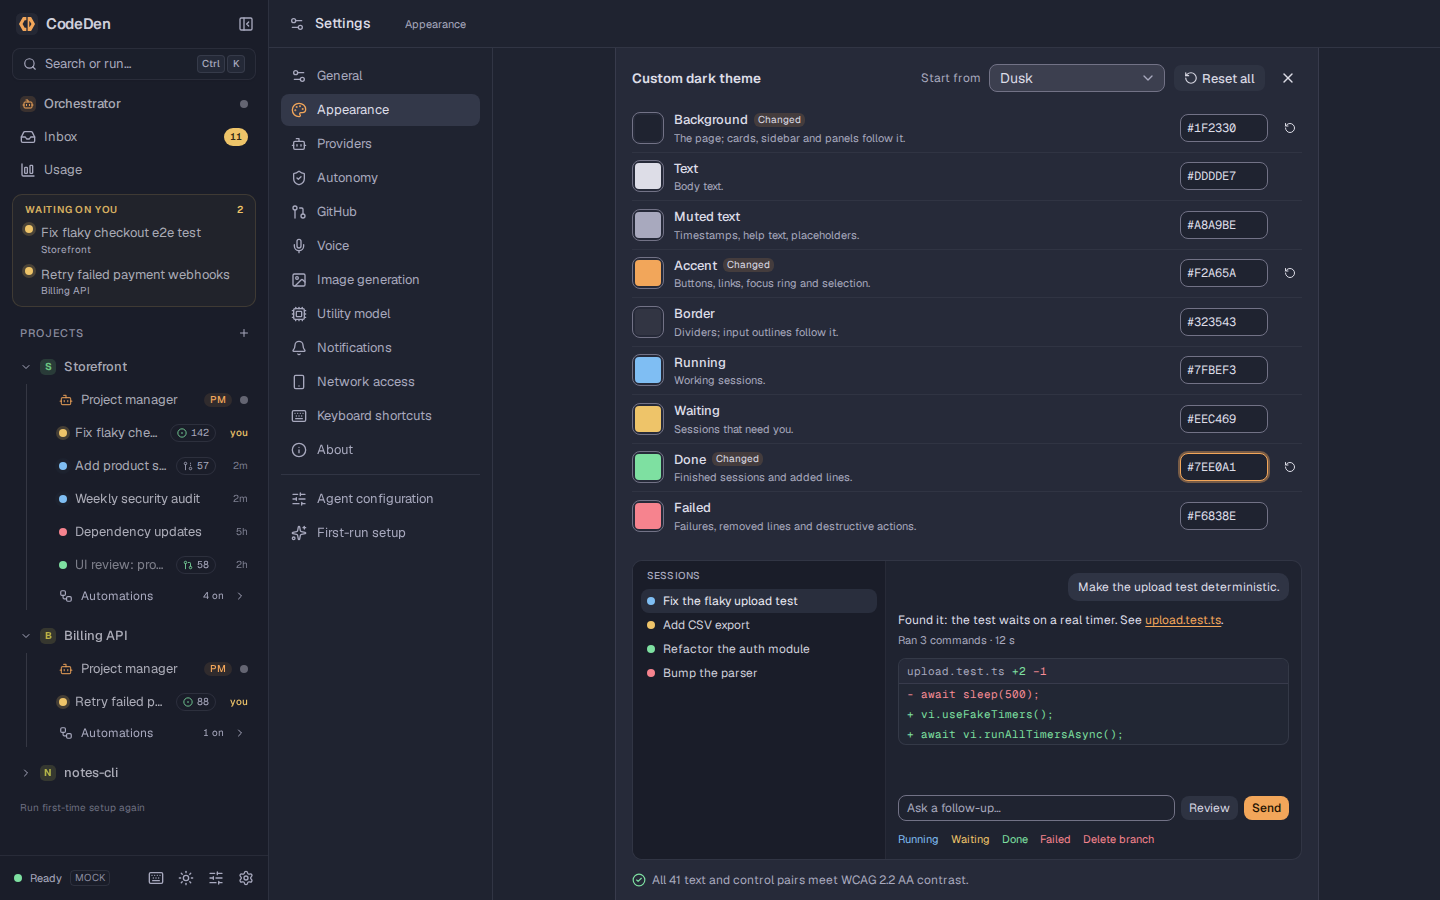 CodeDen
Search or run… Ctrl K
Orchestrator
Inbox 11
Usage
WAITING ON YOU 2
Fix flaky checkout e2e test
Storefront
Retry failed payment webhooks
Billing API
PROJECTS
S Storefront
Project manager PM
Fix flaky che… 142 you
Add product s… 57 2m
Weekly security audit 2m
Dependency updates 5h
UI review: pro… 58 2h
Automations 4 on
B Billing API
Project manager PM
Retry failed p… 88 you
Automations 1 on
N notes-cli
Run first-time setup again
Ready MOCK
Settings Appearance
General
Appearance
Providers
Autonomy
GitHub
Voice
Image generation
Utility model
Notifications
Network access
Keyboard shortcuts
About
Agent configuration
First-run setup
Custom dark theme Start from Dusk Reset all
Background Changed #1F2330
The page; cards, sidebar and panels follow it.
Text #DDDDE7
Body text.
Muted text #A8A9BE
Timestamps, help text, placeholders.
Accent Changed #F2A65A
Buttons, links, focus ring and selection.
Border #323543
Dividers; input outlines follow it.
Running #7FBEF3
Working sessions.
Waiting #EEC469
Sessions that need you.
Done Changed #7EE0A1
Finished sessions and added lines.
Failed #F6838E
Failures, removed lines and destructive actions.
SESSIONS
Fix the flaky upload test
Add CSV export
Refactor the auth module
Bump the parser
Make the upload test deterministic.
Found it: the test waits on a real timer. See upload.test.ts.
Ran 3 commands · 12 s
upload.test.ts +2 −1
- await sleep(500);
+ vi.useFakeTimers();
+ await vi.runAllTimersAsync();
Ask a follow-up… Review Send
Running Waiting Done Failed Delete branch
All 41 text and control pairs meet WCAG 2.2 AA contrast.